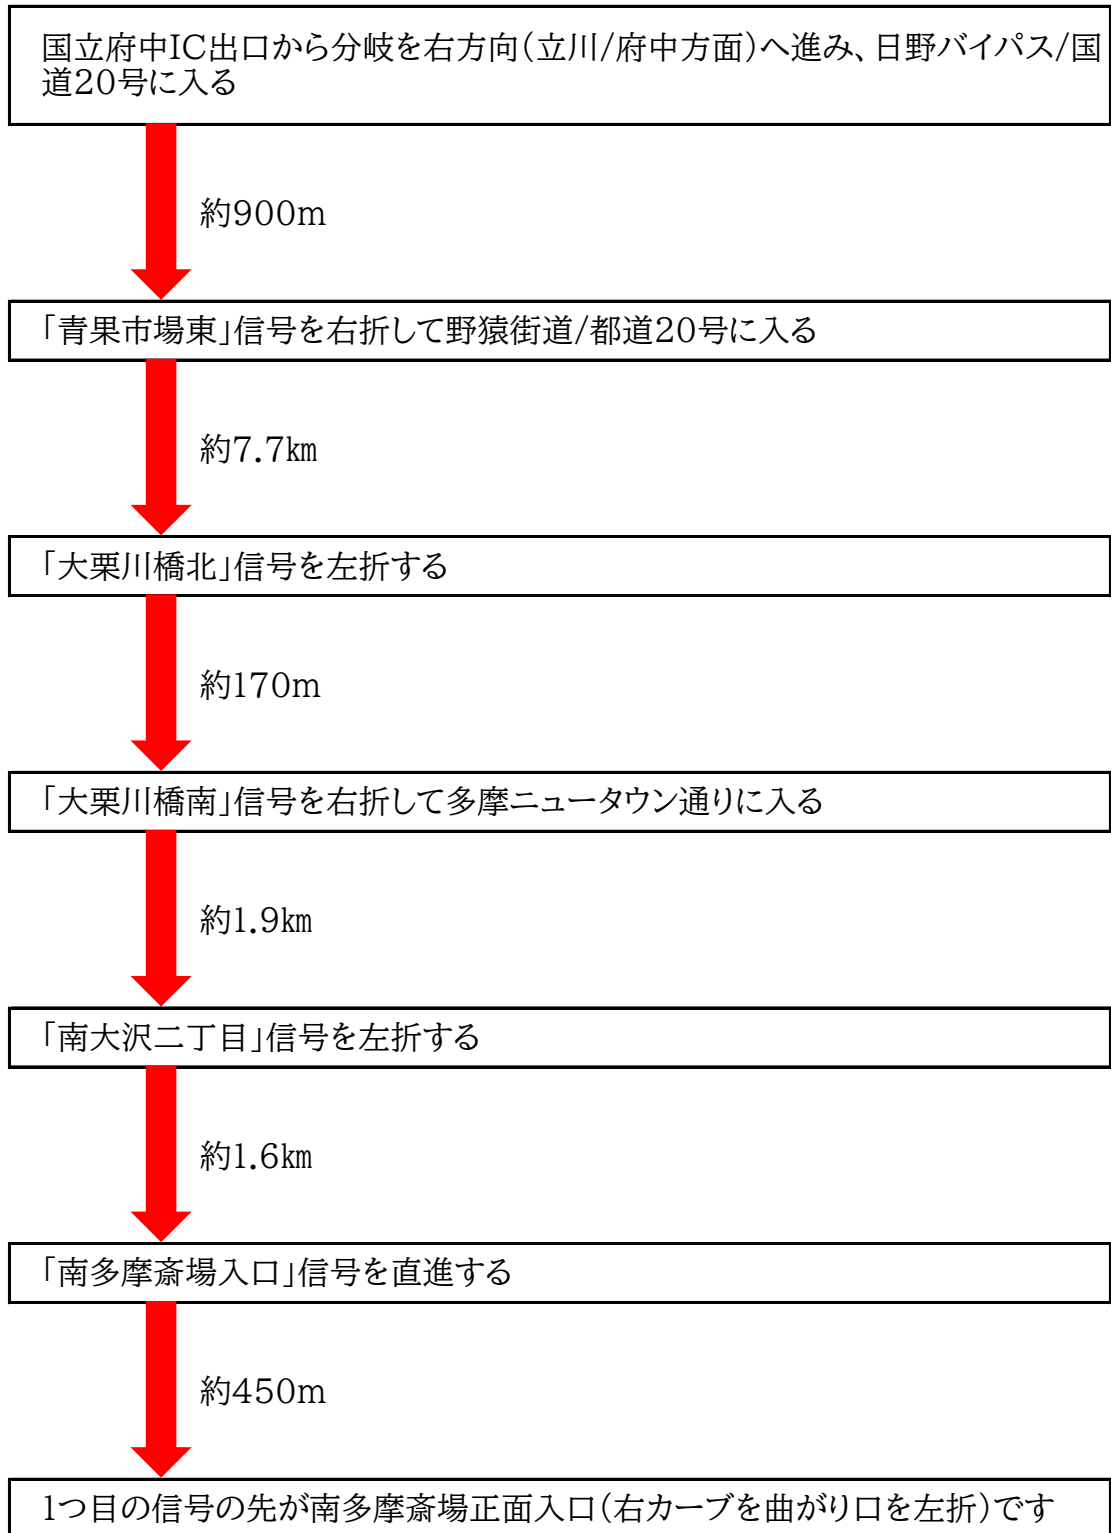 国立府中IC出口から分岐を右方向(立川/府中方面)へ進み、日野バイパス/国
道20号に入る
約900m
「青果市場東」信号を右折して野猿街道/都道20号に入る
約7.7㎞
「大栗川橋北」信号を左折する
約170m
「大栗川橋南」信号を右折して多摩ニュータウン通りに入る
約1.9㎞
「南大沢二丁目」信号を左折する
約1.6㎞
「南多摩斎場入口」信号を直進する
約450m
1つ目の信号の先が南多摩斎場正面入口(右カーブを曲がり口を左折)です